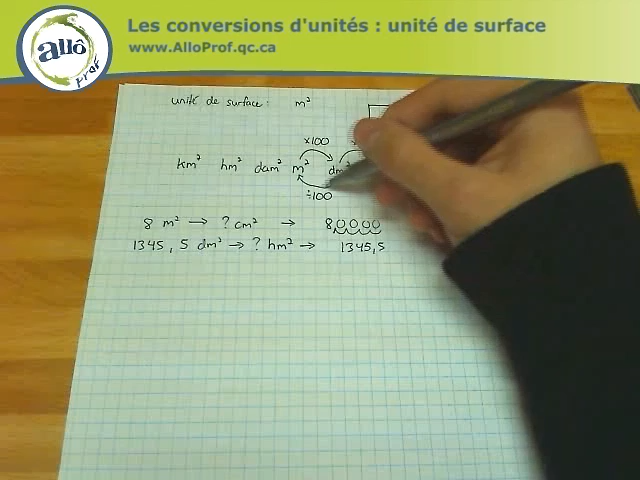 Les conversions d'unités : unité de surface
www.AlloProf.qc.ca
allô prof
unité de surface : m²
x100
km² hm² dam² m² dm²
÷100
8 m² → ? cm² → 8,0000
1345,5 dm² → ? hm² → 1345,5